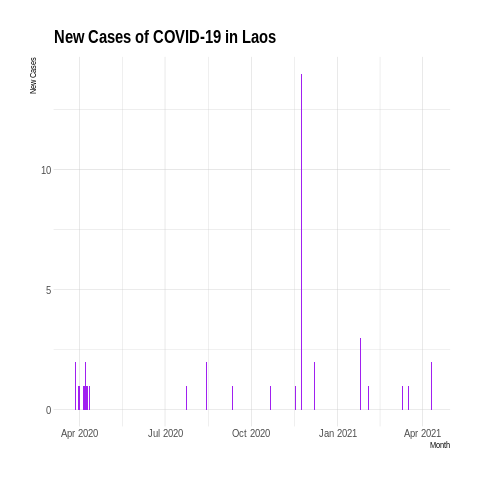 New Cases of COVID-19 in Laos
New Cases
10
5
0
Apr 2020 Jul 2020 Oct 2020 Jan 2021 Apr 2021
Month